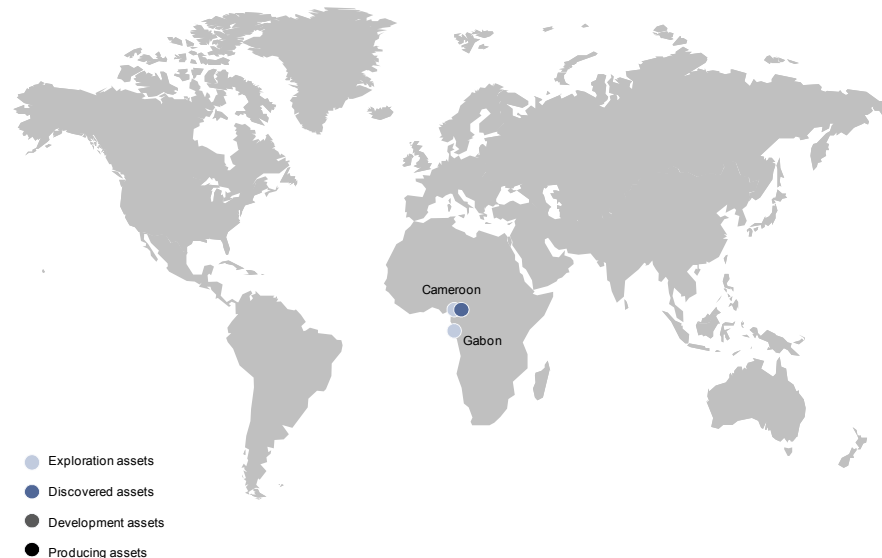 Cameroon
Gabon
Exploration assets
Discovered assets
Development assets
Producing assets